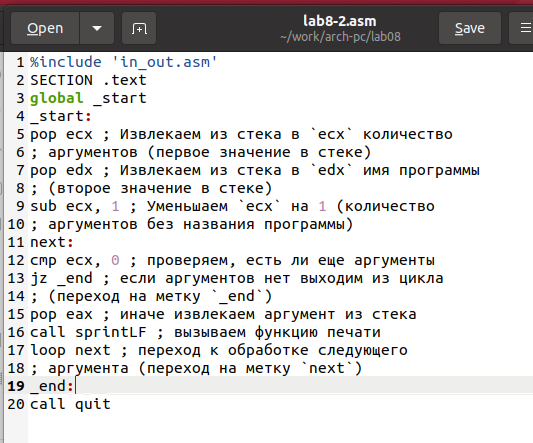 Open
lab8-2.asm
~/work/arch-pc/lab08
Save
1 %include 'in_out.asm'
2 SECTION .text
3 global _start
4 _start:
5 pop ecx ; Извлекаем из стека в `ecx` количество
6 ; аргументов (первое значение в стеке)
7 pop edx ; Извлекаем из стека в `edx` имя программы
8 ; (второе значение в стеке)
9 sub ecx, 1 ; Уменьшаем `ecx` на 1 (количество
10 ; аргументов без названия программы)
11 next:
12 cmp ecx, 0 ; проверяем, есть ли еще аргументы
13 jz _end ; если аргументов нет выходим из цикла
14 ; (переход на метку `_end`)
15 pop eax ; иначе извлекаем аргумент из стека
16 call sprintLF ; вызываем функцию печати
17 loop next ; переход к обработке следующего
18 ; аргумента (переход на метку `next`)
19 _end:
20 call quit